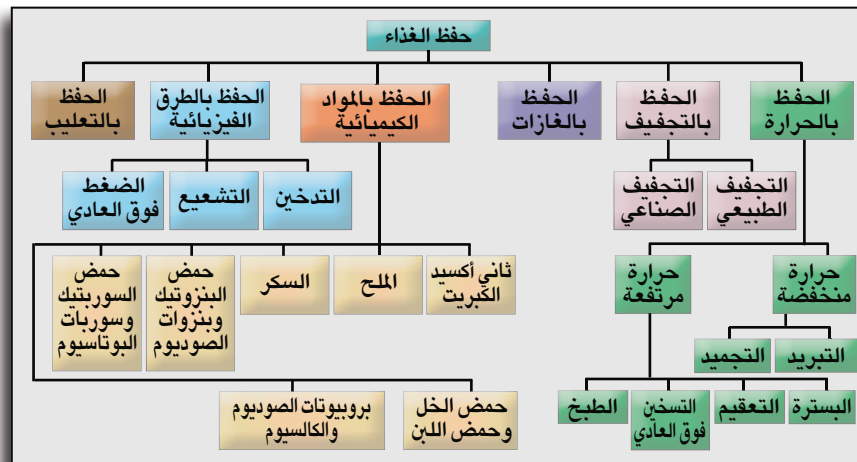 حفظ الغذاء
الحفظ
بالحرارة
الحفظ
بالتجفيف
الحفظ
بالغازات
الحفظ بالمواد
الكيميائية
الحفظ بالطرق
الفيزيائية
الحفظ
بالتعليب
التجفيف
الطبيعي
التجفيف
الصناعي
التدخين
التشعيع
الضغط
فوق العادي
حرارة
منخفضة
حرارة
مرتفعة
ثاني أكسيد
الكبريت
الملح
السكر
حمض
البنزوتيك
وبنزوات
الصوديوم
حمض
السوربتيك
وسوربات
البوتاسيوم
التبريد
التجميد
البسترة
التعقيم
التسخين
فوق العادي
الطبخ
حمض الخل
وحمض اللبن
بروبيوتات الصوديوم
والكالسيوم